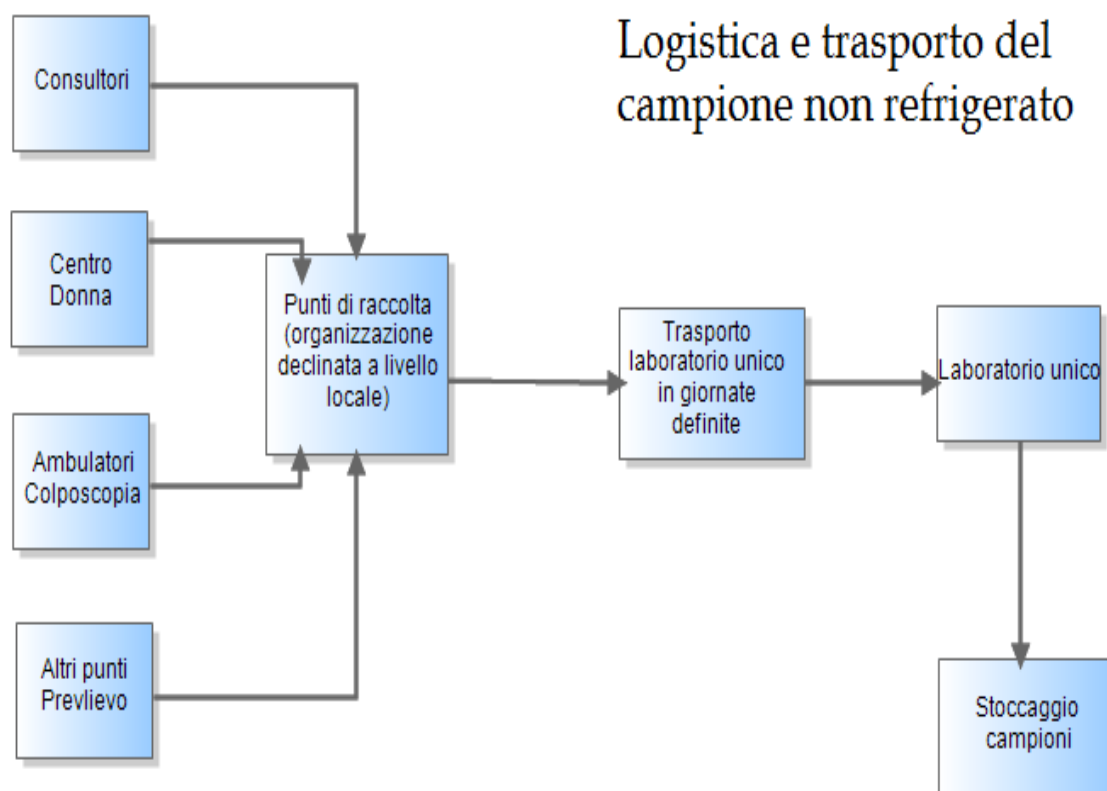 Logistica e trasporto del
campione non refrigerato
Consultori
Centro
Donna
Ambulatori
Colposcopia
Altri punti
Prevlievo
Punti di raccolta
(organizzazione
declinata a livello
locale)
Trasporto
laboratorio unico
in giornate
definite
Laboratorio unico
Stoccaggio
campioni